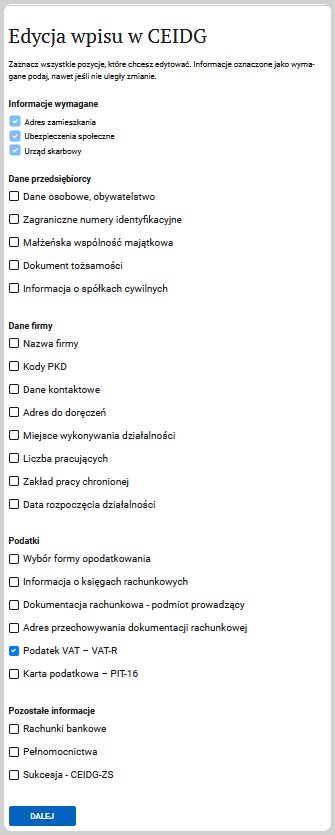 Edycja wpisu w CEIDG
Zaznacz wszystkie pozycje, które chcesz edytować. Informacje oznaczone jako wyma-
gane podaj, nawet jeśli nie uległy zmianie.
Informacje wymagane
Adres zamieszkania
Ubezpieczenia społeczne
Urząd skarbowy
Dane przedsiębiorcy
Dane osobowe, obywatelstwo
Zagraniczne numery identyfikacyjne
Małżeńska wspólność majątkowa
Dokument tożsamości
Informacja o spółkach cywilnych
Dane firmy
Nazwa firmy
Kody PKD
Dane kontaktowe
Adres do doręczeń
Miejsce wykonywania działalności
Liczba pracujących
Zakład pracy chronionej
Data rozpoczęcia działalności
Podatki
Wybór formy opodatkowania
Informacja o księgach rachunkowych
Dokumentacja rachunkowa - podmiot prowadzący
Adres przechowywania dokumentacji rachunkowej
Podatek VAT – VAT-R
Karta podatkowa – PIT-16
Pozostałe informacje
Rachunki bankowe
Pełnomocnictwa
Sukcesja - CEIDG-ZS
DALEJ